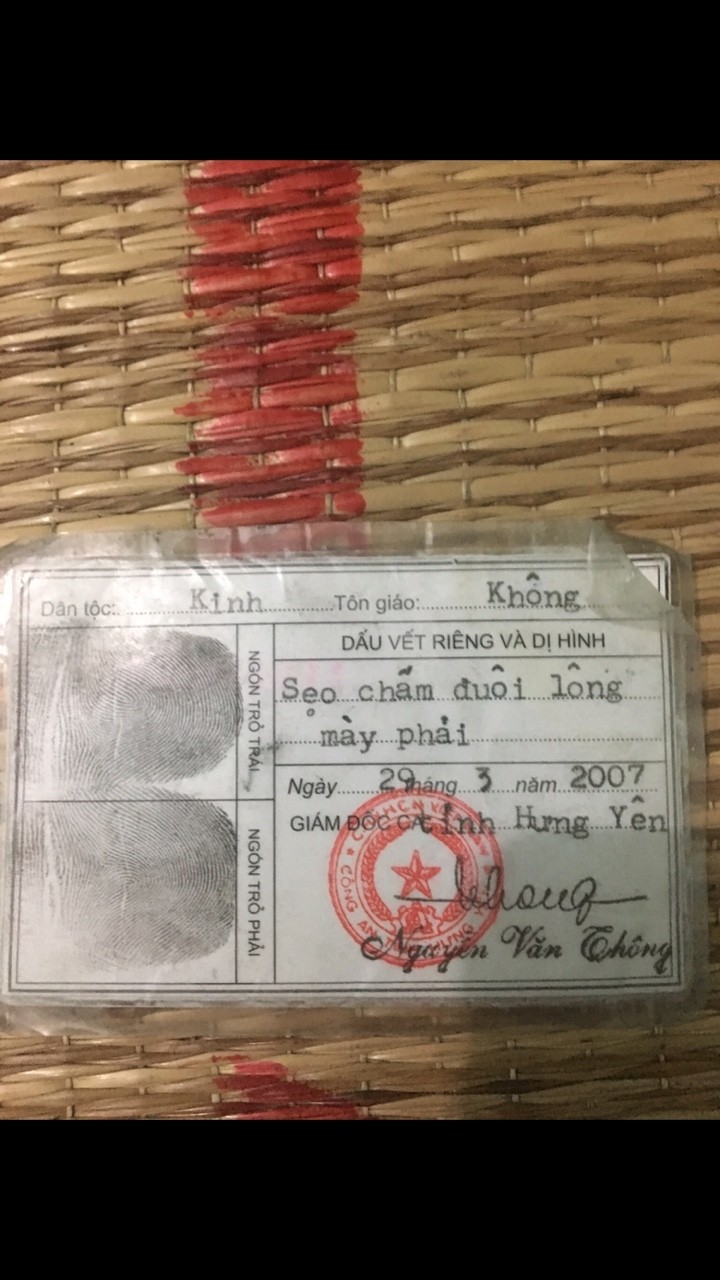 Dân tộc: Kinh Tôn giáo: Không
DẤU VẾT RIÊNG VÀ DỊ HÌNH
Sẹo chấm đuôi lông
mày phải
NGÓN TRỎ TRÁI
NGÓN TRỎ PHẢI
Ngày 29 tháng 3 năm 2007
GIÁM ĐỐC CA tỉnh Hưng Yên
CÔNG AN
Nguyễn Văn Thông